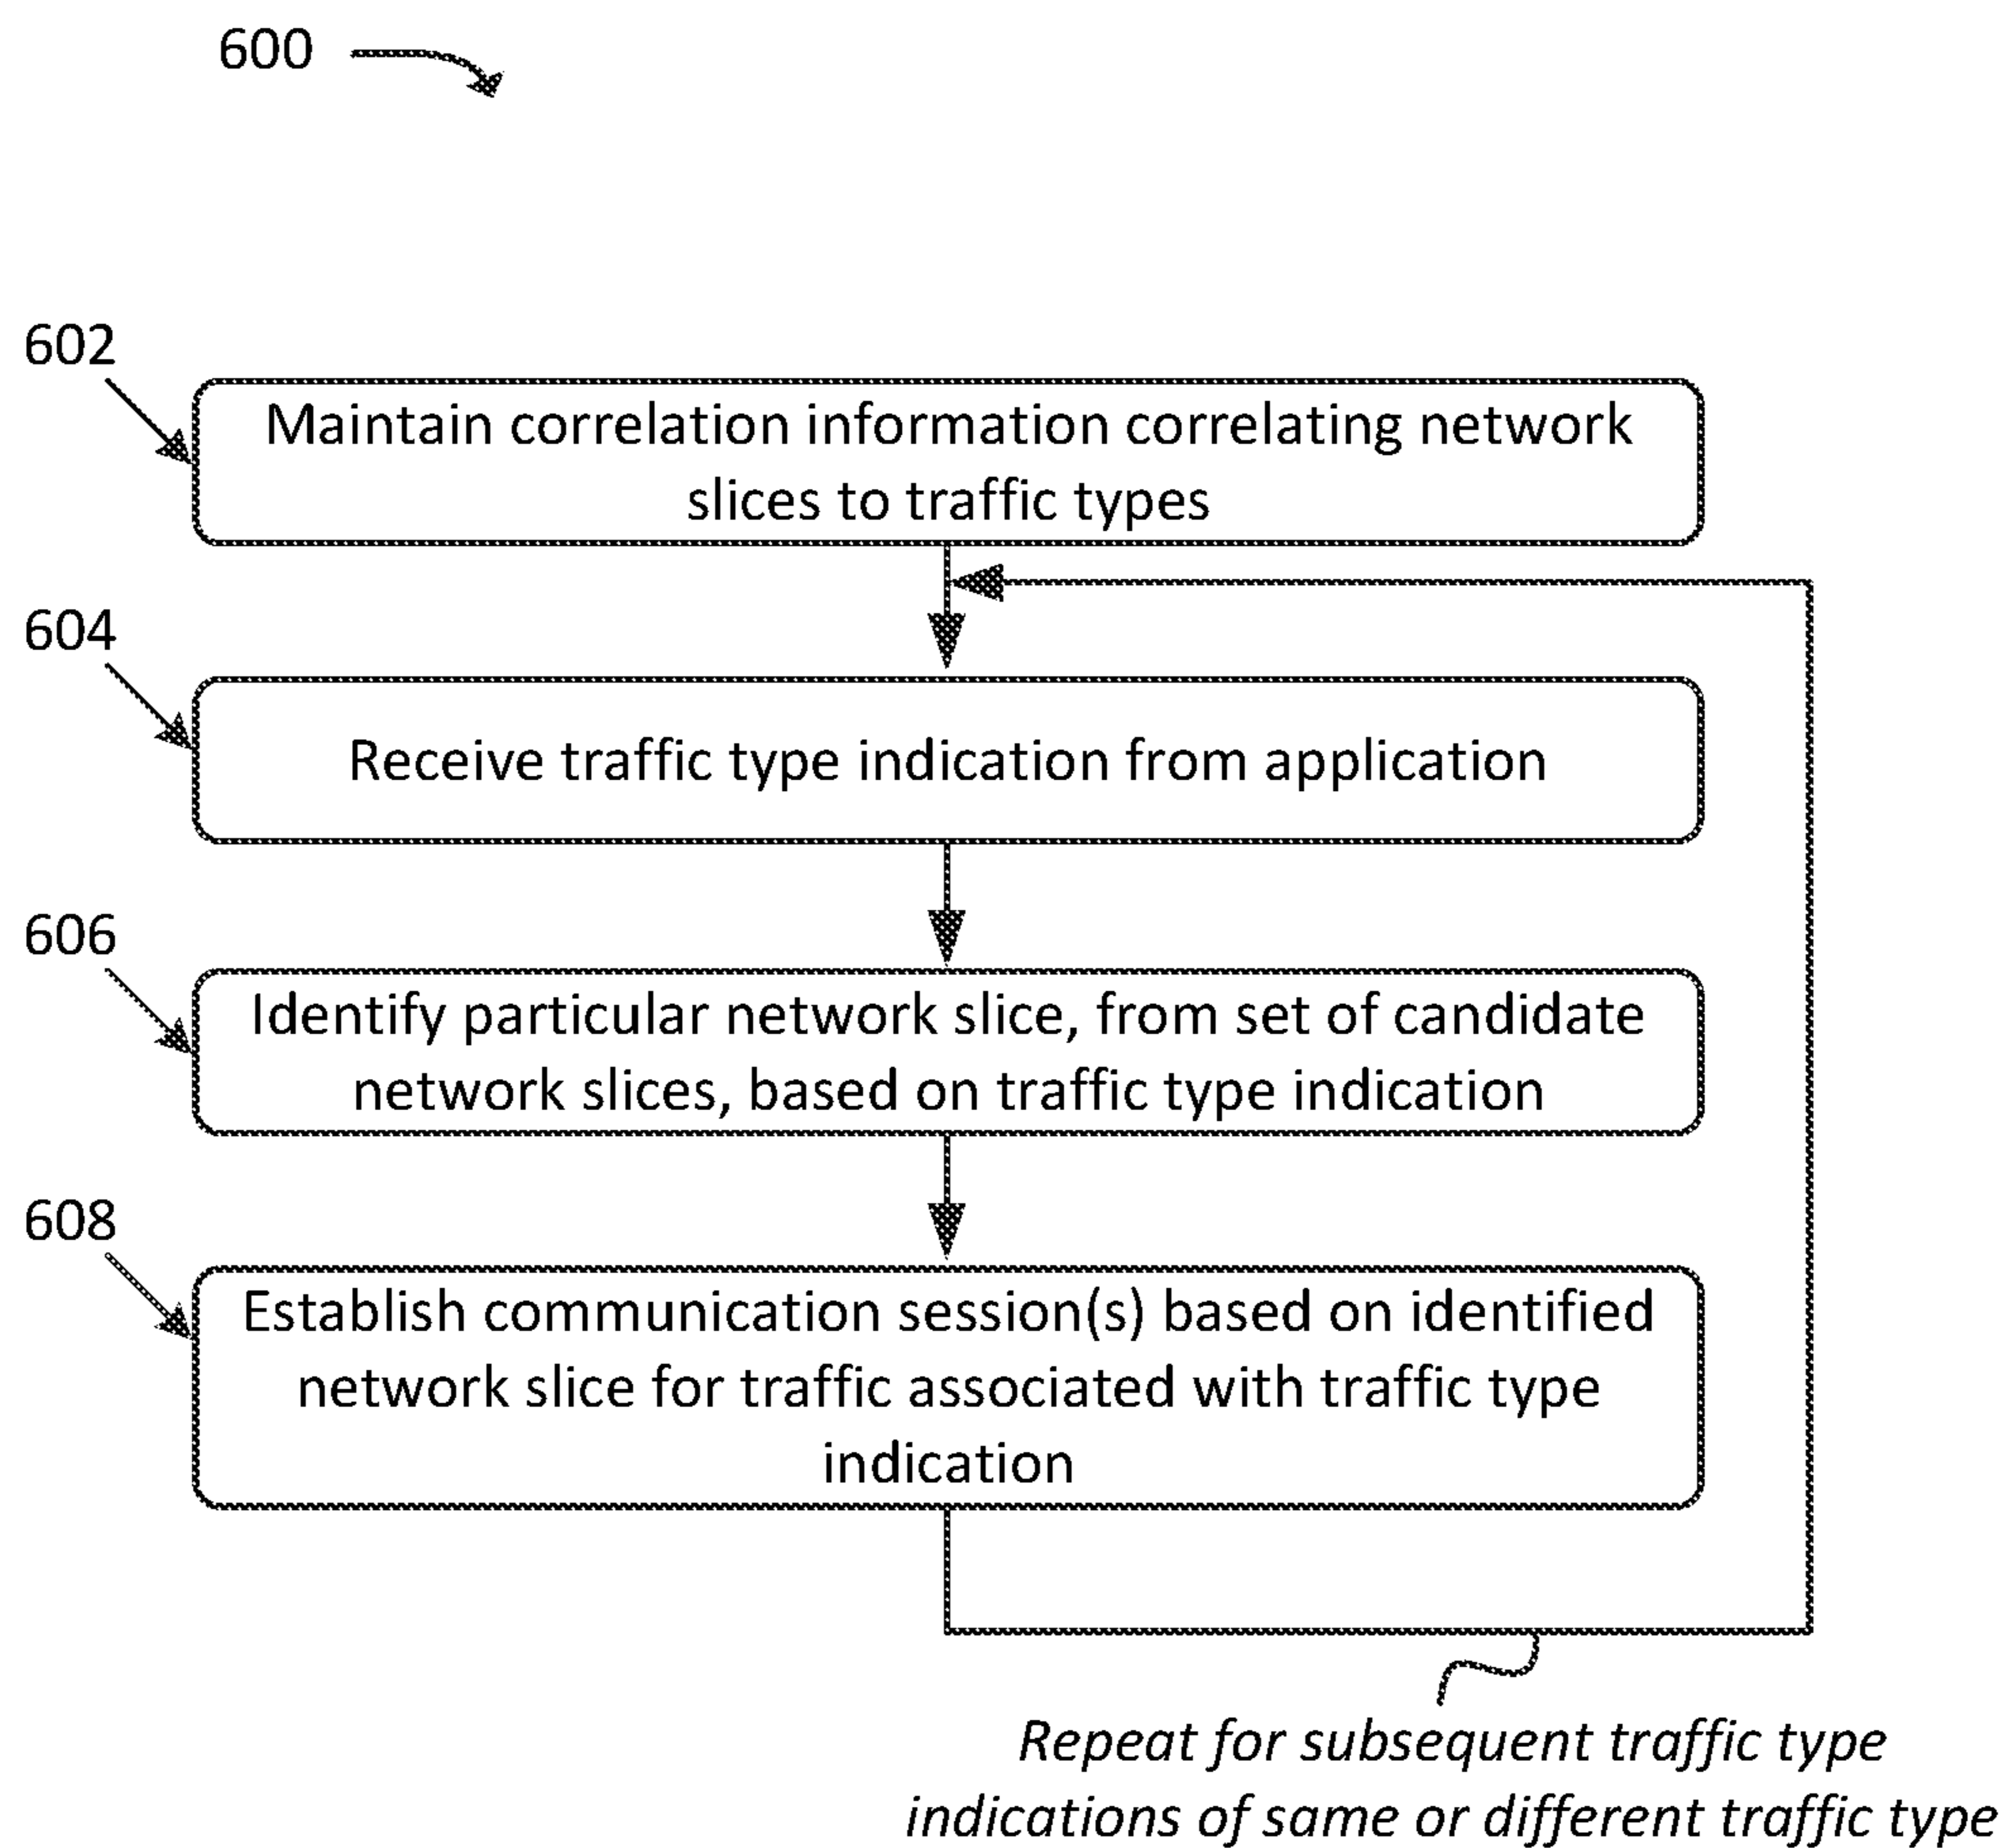 600
602
Maintain correlation information correlating network
slices to traffic types
604
Receive traffic type indication from application
606
Identify particular network slice, from set of candidate
network slices, based on traffic type indication
608
Establish communication session(s) based on identified
network slice for traffic associated with traffic type
indication
Repeat for subsequent traffic type
indications of same or different traffic type